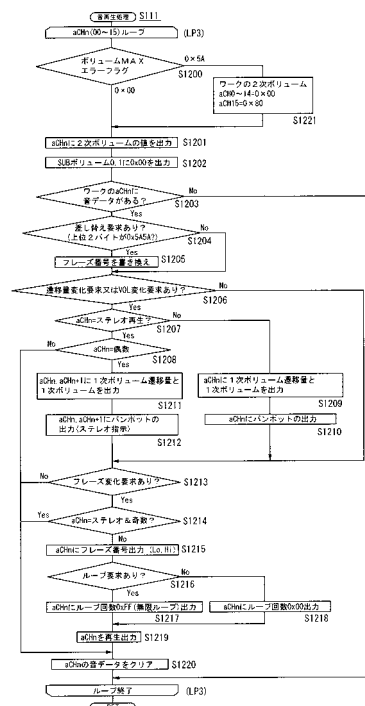 音再生処理 S111
aCHn(00～15)ループ (LP3)
ボリュームMAX
エラーフラグ
S1200
0×5A
0×00
ワークの2次ボリューム
aCH0～14=0×00
aCH15=0×80
S1221
aCHnに2次ボリュームの値を出力 S1201
SUBボリューム0,1に0x00を出力 S1202
ワークのaCHnに
音データがある?
No
S1203
Yes
差し替え要求あり?
(上位2バイトが0x5A5A?)
No
S1204
Yes
フレーズ番号を書き換え S1205
遷移量変化要求又はVOL変化要求あり?
No
S1206
Yes
aCHn=ステレオ再生?
No
S1207
Yes
aCHn=偶数
No
S1208
Yes
aCHn,aCHn+1に1次ボリューム遷移量と
1次ボリュームを出力
S1211
aCHnに1次ボリューム遷移量と
1次ボリュームを出力
S1209
aCHn,aCHn+1にパンポットの
出力(ステレオ指示)
S1212
aCHnにパンポットの出力
S1210
フレーズ変化要求あり?
No
S1213
Yes
aCHn=ステレオ&奇数?
Yes
S1214
No
aCHnにフレーズ番号出力 (Lo,Hi) S1215
ループ要求あり?
No
S1216
Yes
aCHnにループ回数0xFF(無限ループ)出力
S1217
aCHnにループ回数0x00出力
S1218
aCHnを再生出力 S1219
aCHnの音データをクリア S1220
ループ終了 (LP3)